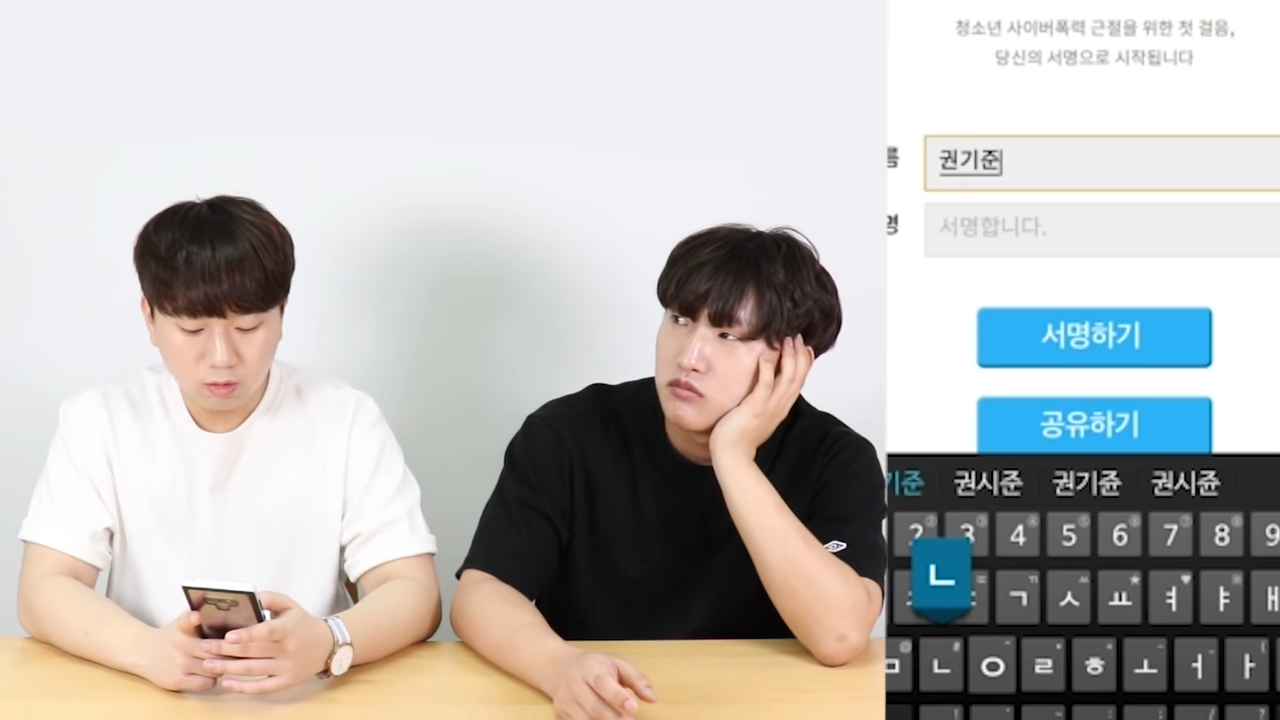 청소년 사이버폭력 근절을 위한 첫 걸음,
당신의 서명으로 시작됩니다
권기준
서명합니다.
서명하기
공유하기
기준 권시준 권기쥰 권시쥰
2 3 4 5 6 7 8 9
ㄴ
ㄱ ㅅ ㅛ ㅕ ㅑ ㅐ
ㅁ ㄴ ㅇ ㄹ ㅎ ㅗ ㅓ ㅏ